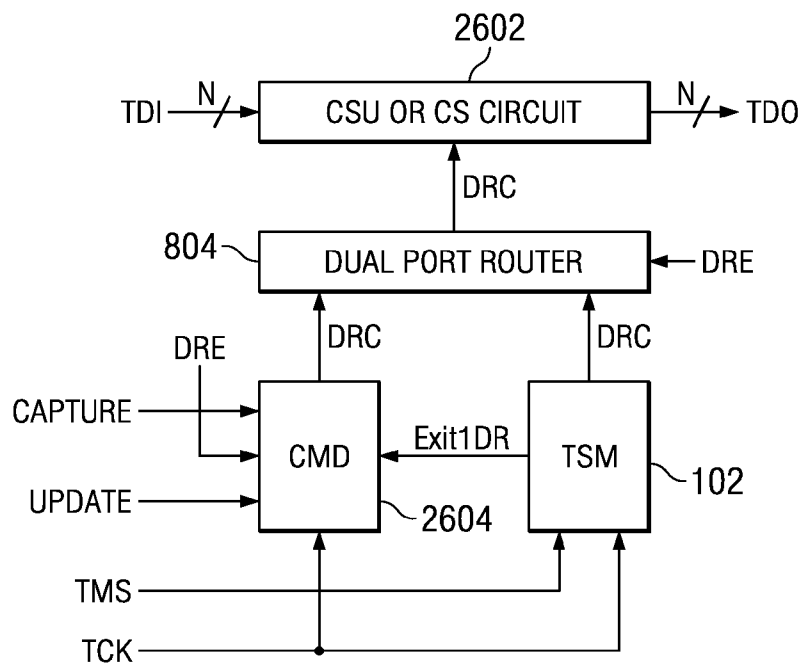 2602
TDI N CSU OR CS CIRCUIT N TDO
DRC
804 DUAL PORT ROUTER DRE
DRC DRC
DRE
CAPTURE
Exit1DR
CMD TSM
102
UPDATE
2604
TMS
TCK